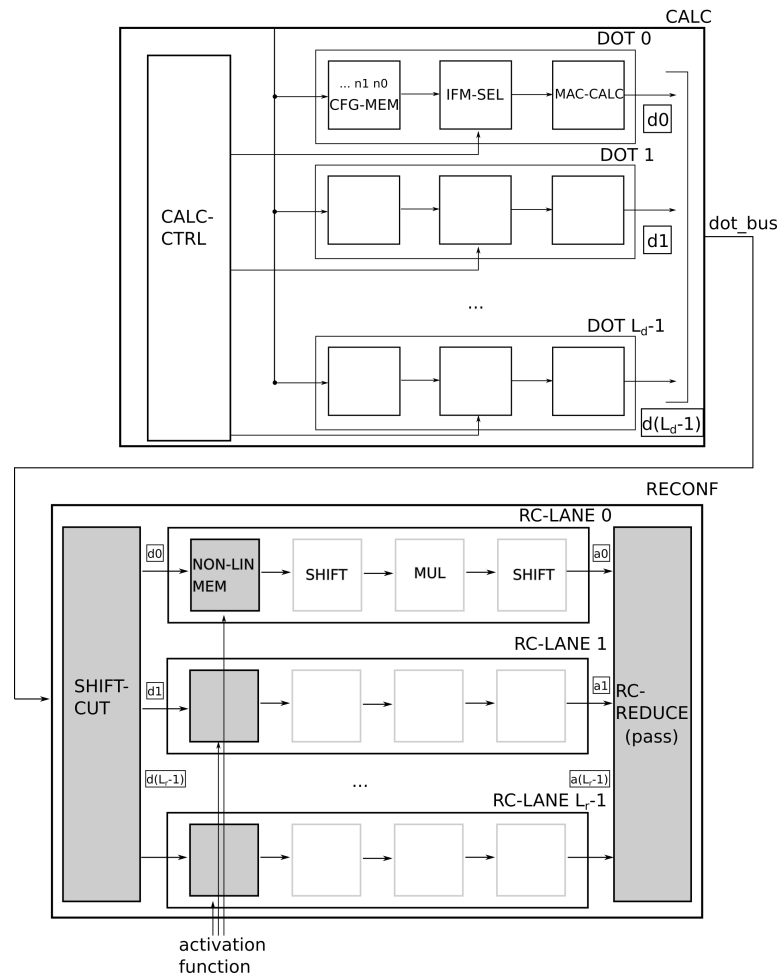 CALC
DOT 0
... n1 n0
CFG-MEM
IFM-SEL
MAC-CALC
d0
DOT 1
CALC-
CTRL
d1
dot_bus
...
DOT Ld-1
d(Ld-1)
RECONF
RC-LANE 0
d0
NON-LIN
MEM
SHIFT
MUL
SHIFT
a0
RC-LANE 1
SHIFT-
CUT
d1
a1
RC-
REDUCE
(pass)
d(Lr-1)
...
a(Lr-1)
RC-LANE Lr-1
activation
function